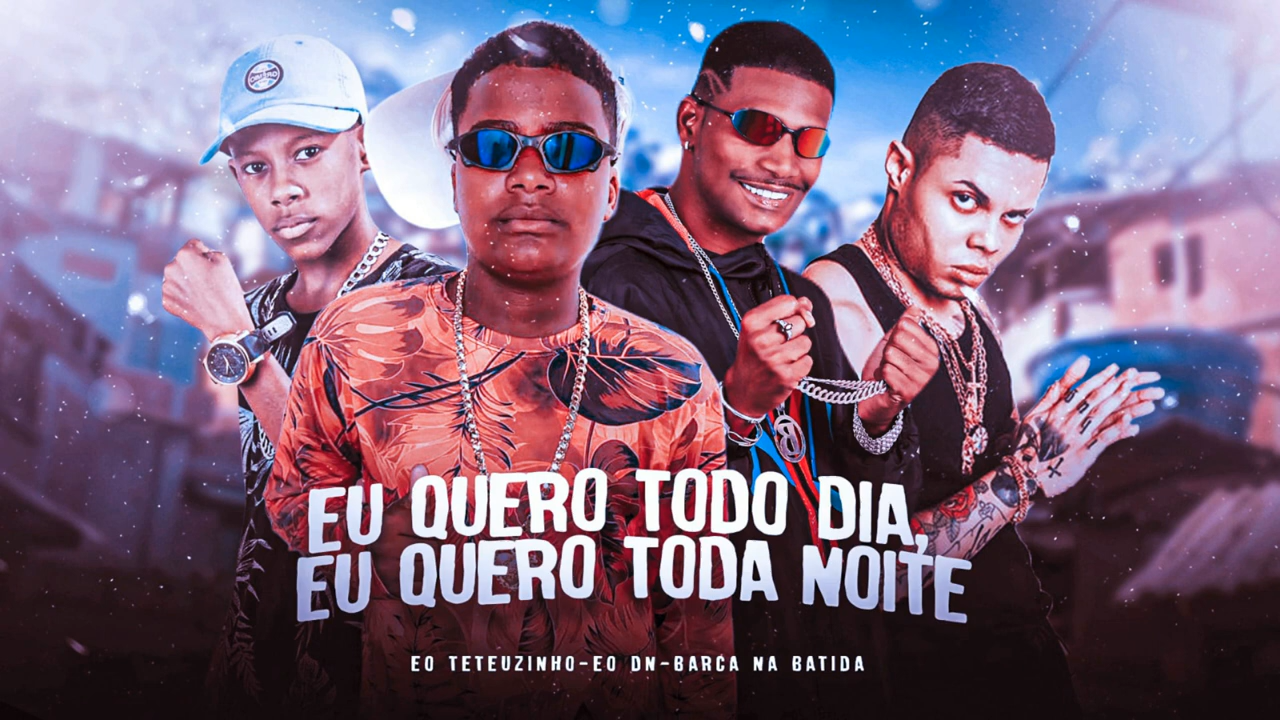 EU QUERO TODO DIA,
EU QUERO TODA NOITE
EO TETEUZINHO-EO DN-BARCA NA BATIDA